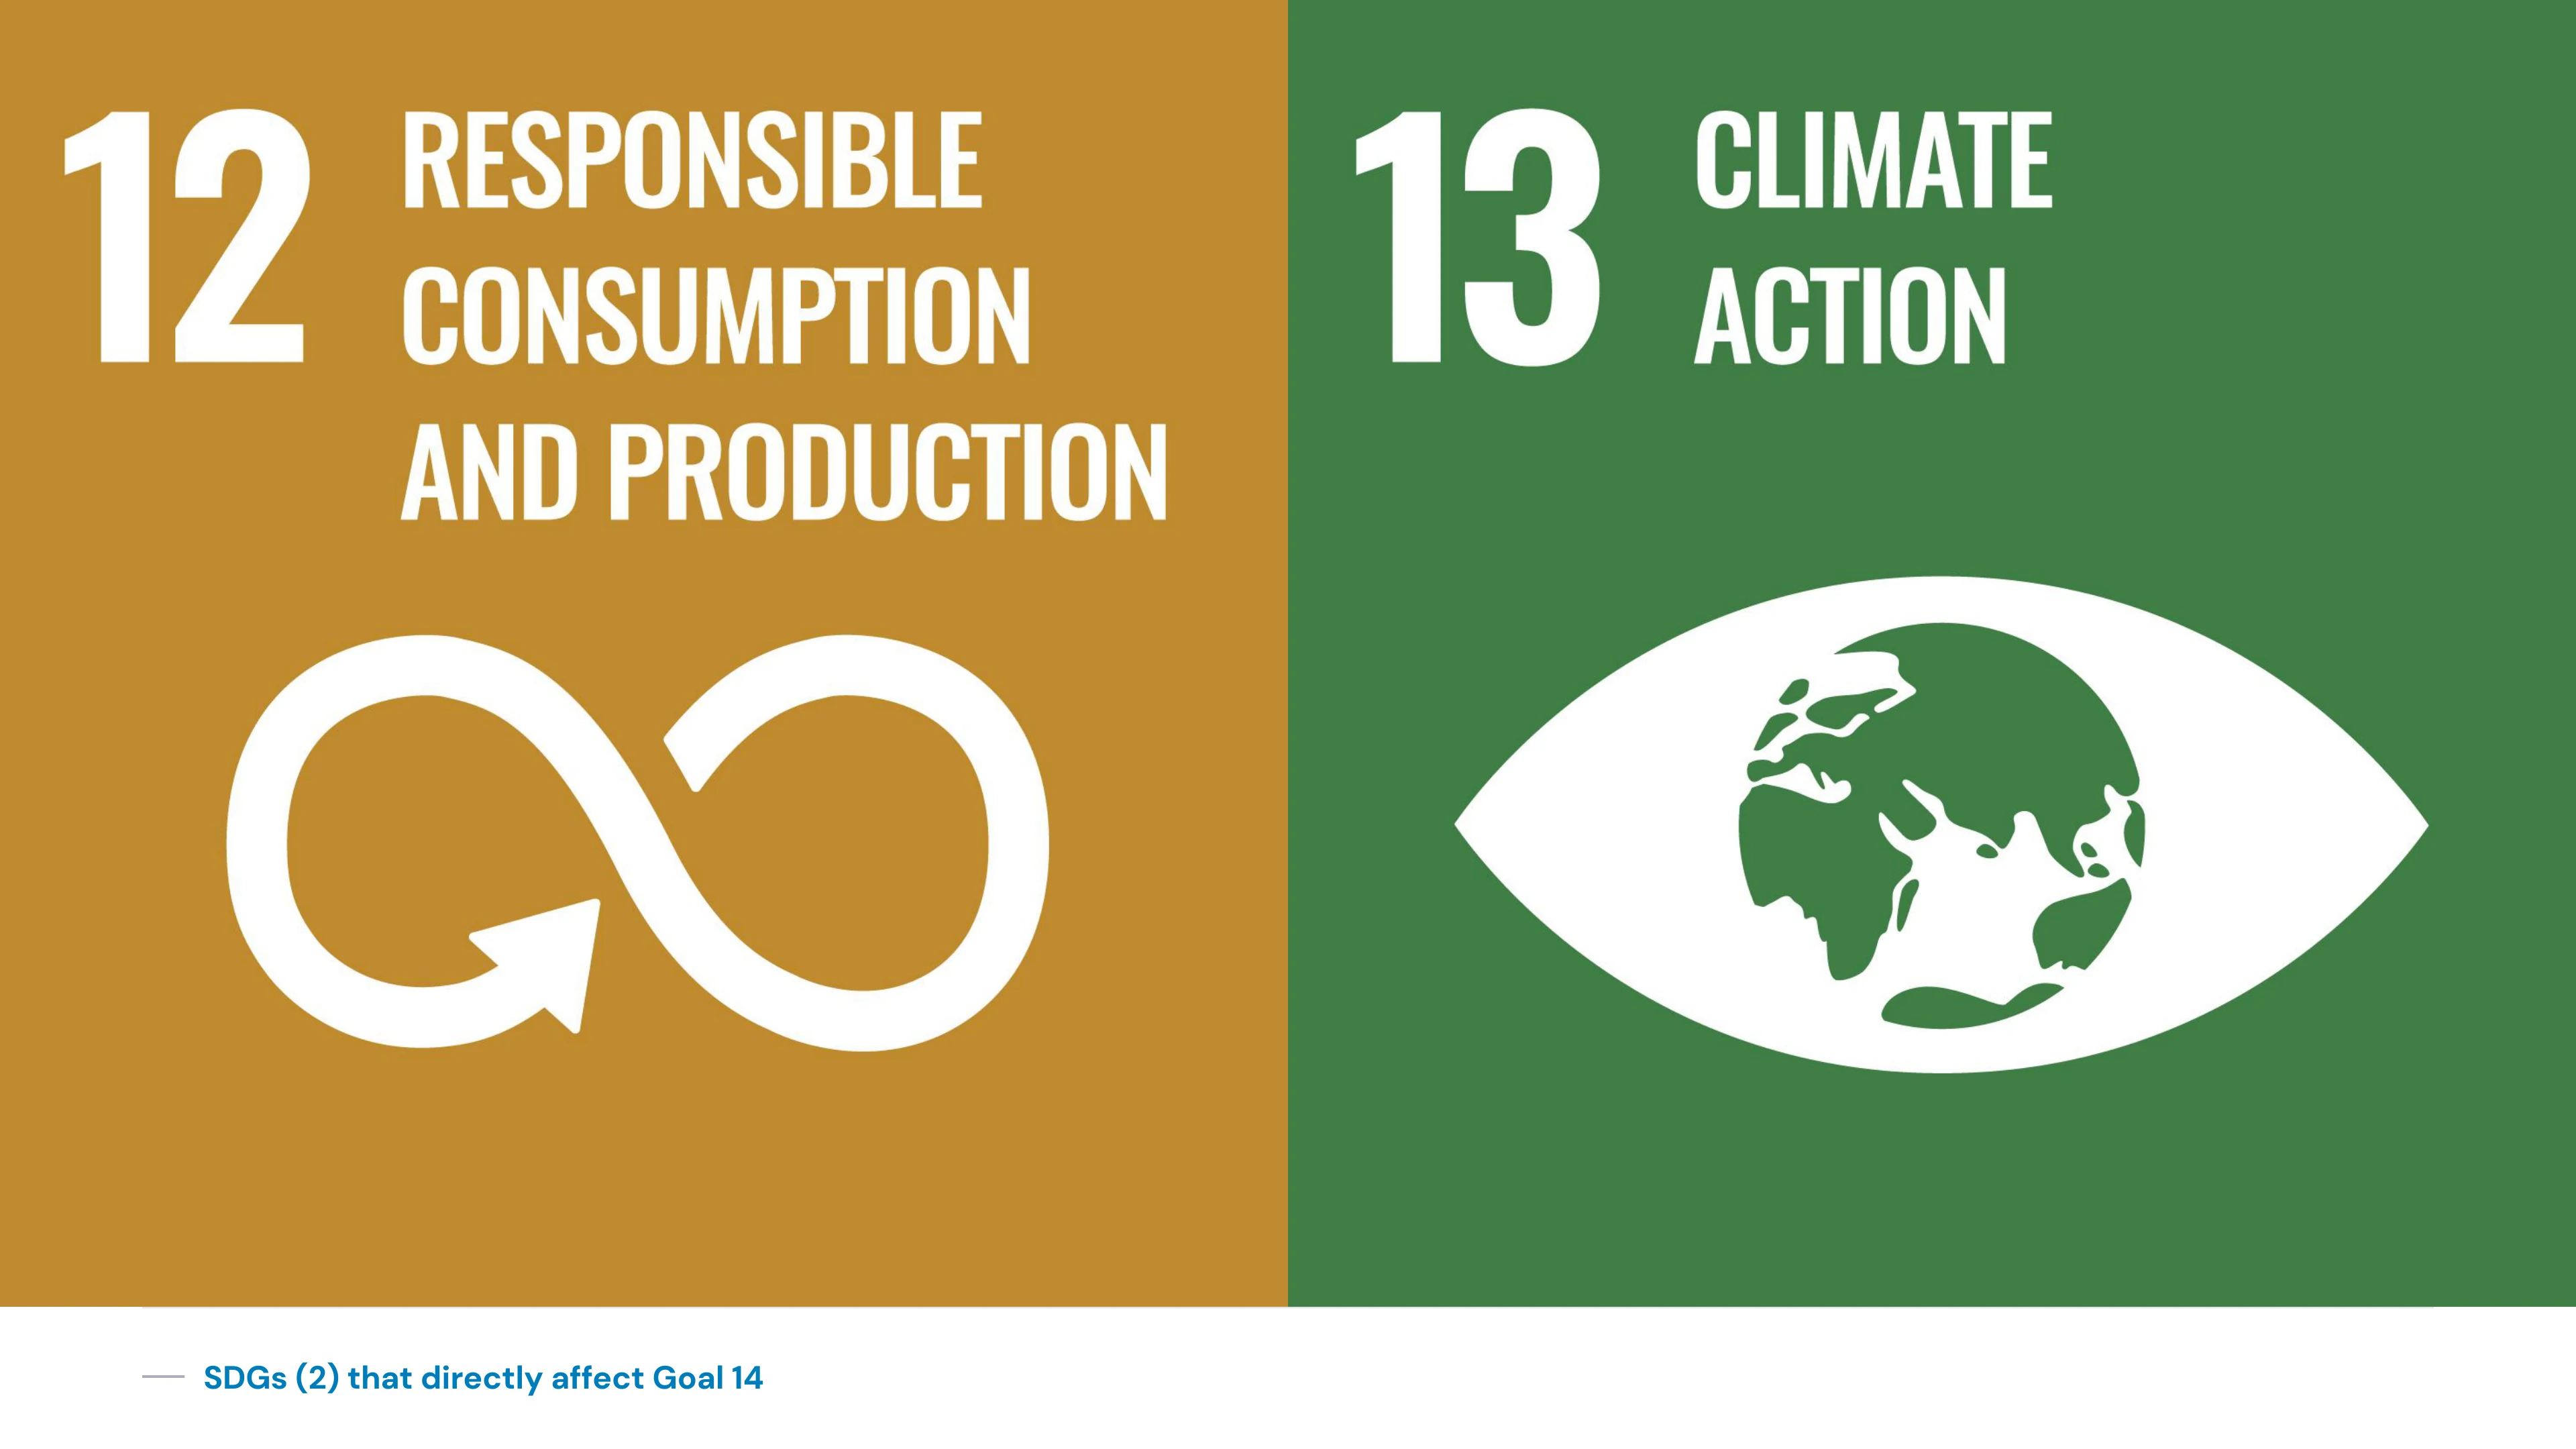 12
RESPONSIBLE
CONSUMPTION
AND PRODUCTION
13
CLIMATE
ACTION
SDGs (2) that directly affect Goal 14